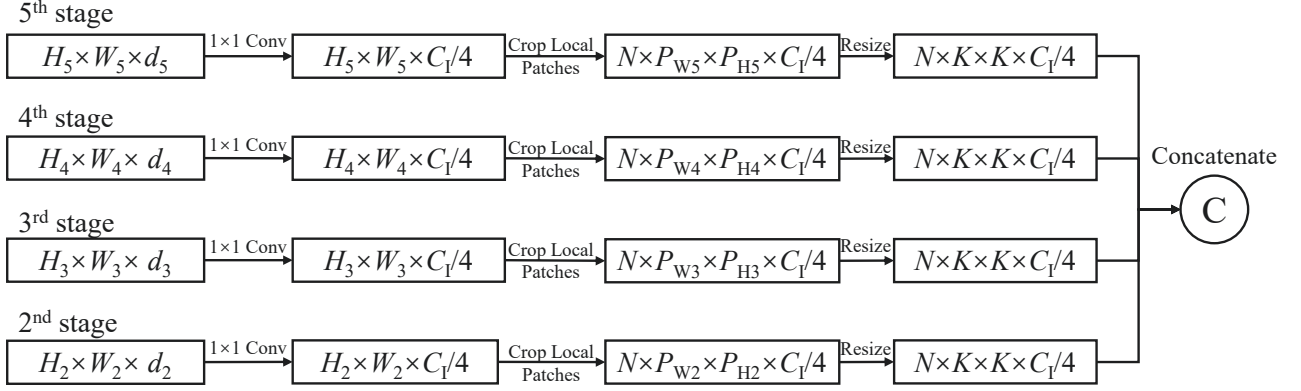 5th stage
H5×W5×d5
1×1 Conv
H5×W5×CI/4
Crop Local
Patches
N×PW5×PH5×CI/4
Resize
N×K×K×CI/4
4th stage
H4×W4× d4
1×1 Conv
H4×W4×CI/4
Crop Local
Patches
N×PW4×PH4×CI/4
Resize
N×K×K×CI/4
Concatenate
C
3rd stage
H3×W3× d3
1×1 Conv
H3×W3×CI/4
Crop Local
Patches
N×PW3×PH3×CI/4
Resize
N×K×K×CI/4
2nd stage
H2×W2× d2
1×1 Conv
H2×W2×CI/4
Crop Local
Patches
N×PW2×PH2×CI/4
Resize
N×K×K×CI/4